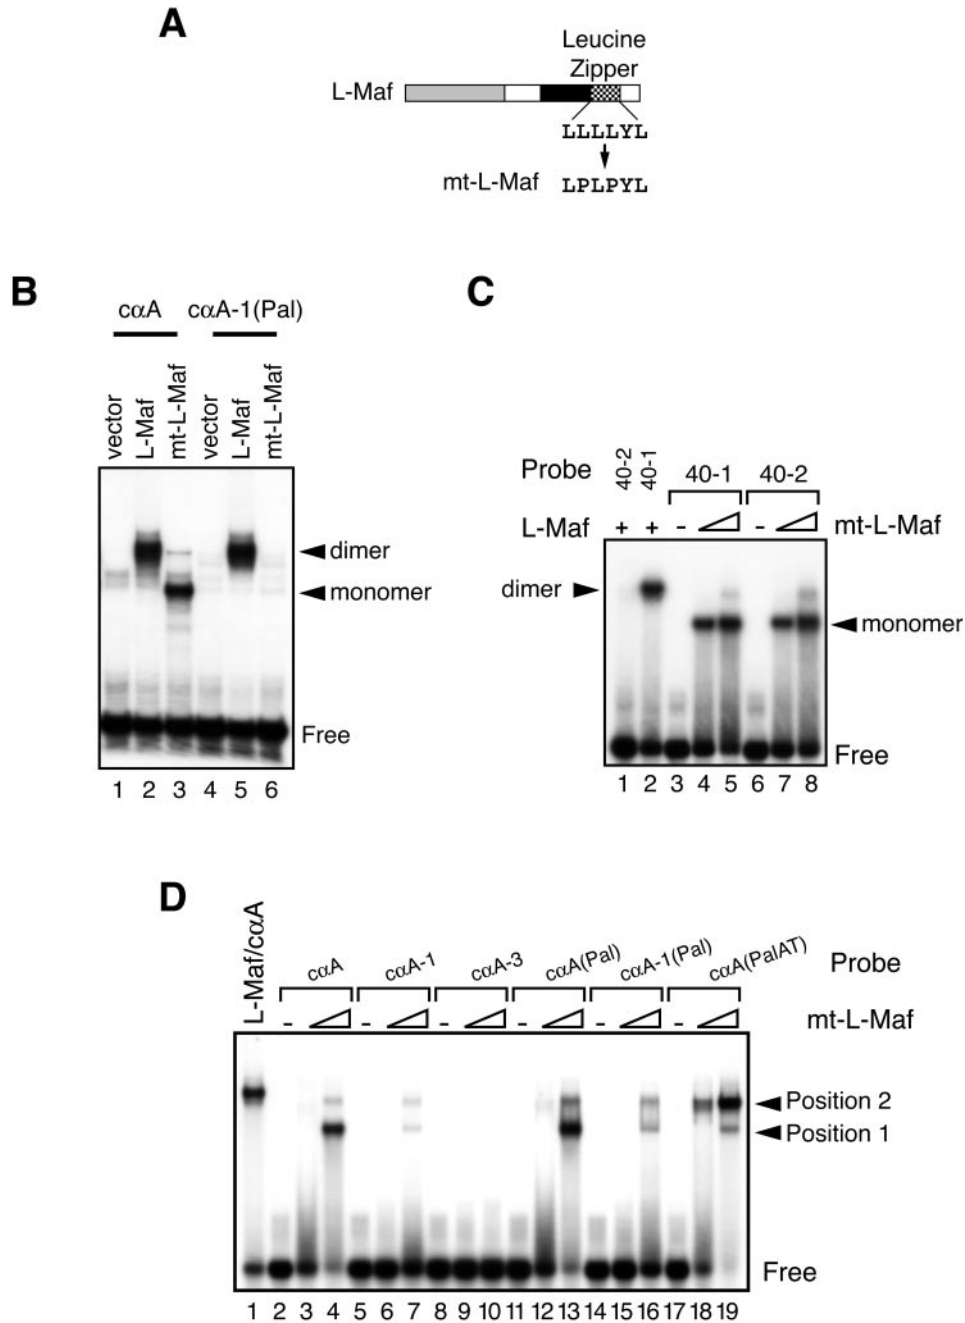 A
Leucine
Zipper
L-Maf
LLLLYL
mt-L-Maf LPLPYL
B
cαA cαA-1(Pal)
vector L-Maf mt-L-Maf vector L-Maf mt-L-Maf
dimer
monomer
Free
1 2 3 4 5 6
C
Probe 40-2 40-1 40-1 40-2
L-Maf + + - - mt-L-Maf
dimer
monomer
Free
1 2 3 4 5 6 7 8
D
L-Maf/cαA cαA cαA-1 cαA-3 cαA(Pal) cαA-1(Pal) cαA(PalAT) Probe
- - - - - - mt-L-Maf
Position 2
Position 1
Free
1 2 3 4 5 6 7 8 9 10 11 12 13 14 15 16 17 18 19